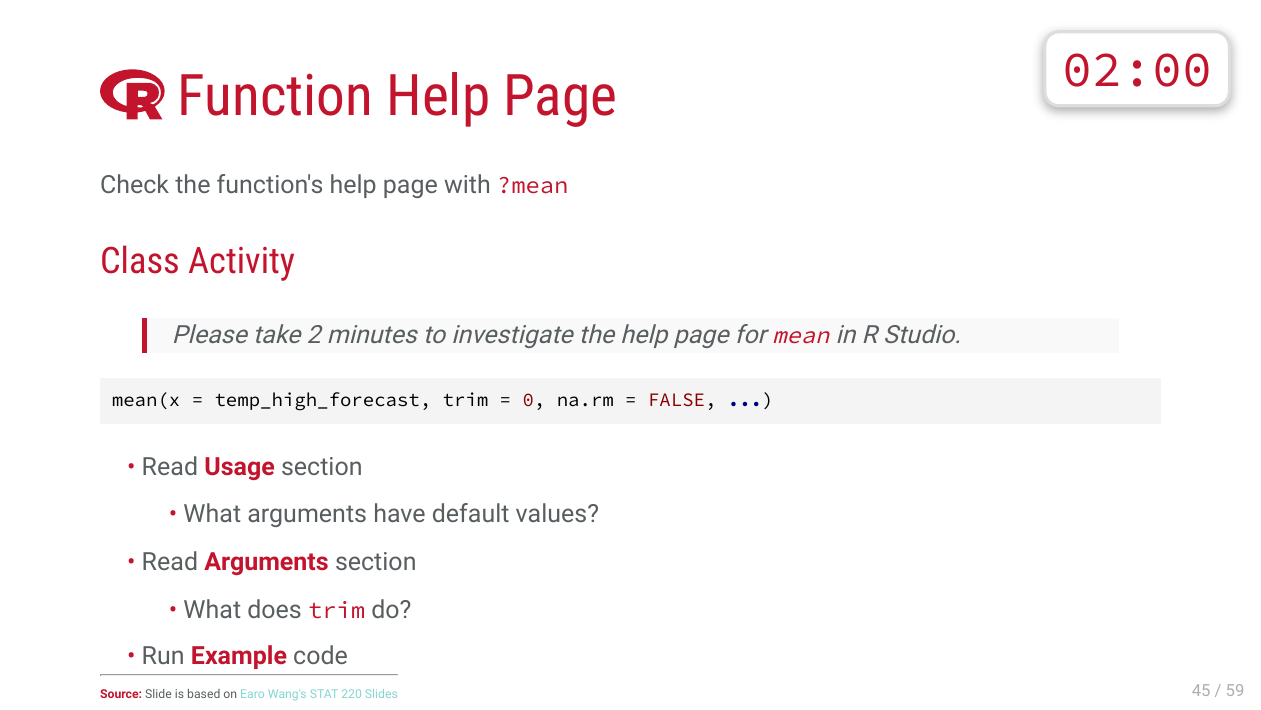 R Function Help Page
02:00
Check the function's help page with ?mean
Class Activity
Please take 2 minutes to investigate the help page for mean in R Studio.
mean(x = temp_high_forecast, trim = 0, na.rm = FALSE, ...)
• Read Usage section
• What arguments have default values?
• Read Arguments section
• What does trim do?
• Run Example code
Source: Slide is based on Earo Wang's STAT 220 Slides
45 / 59